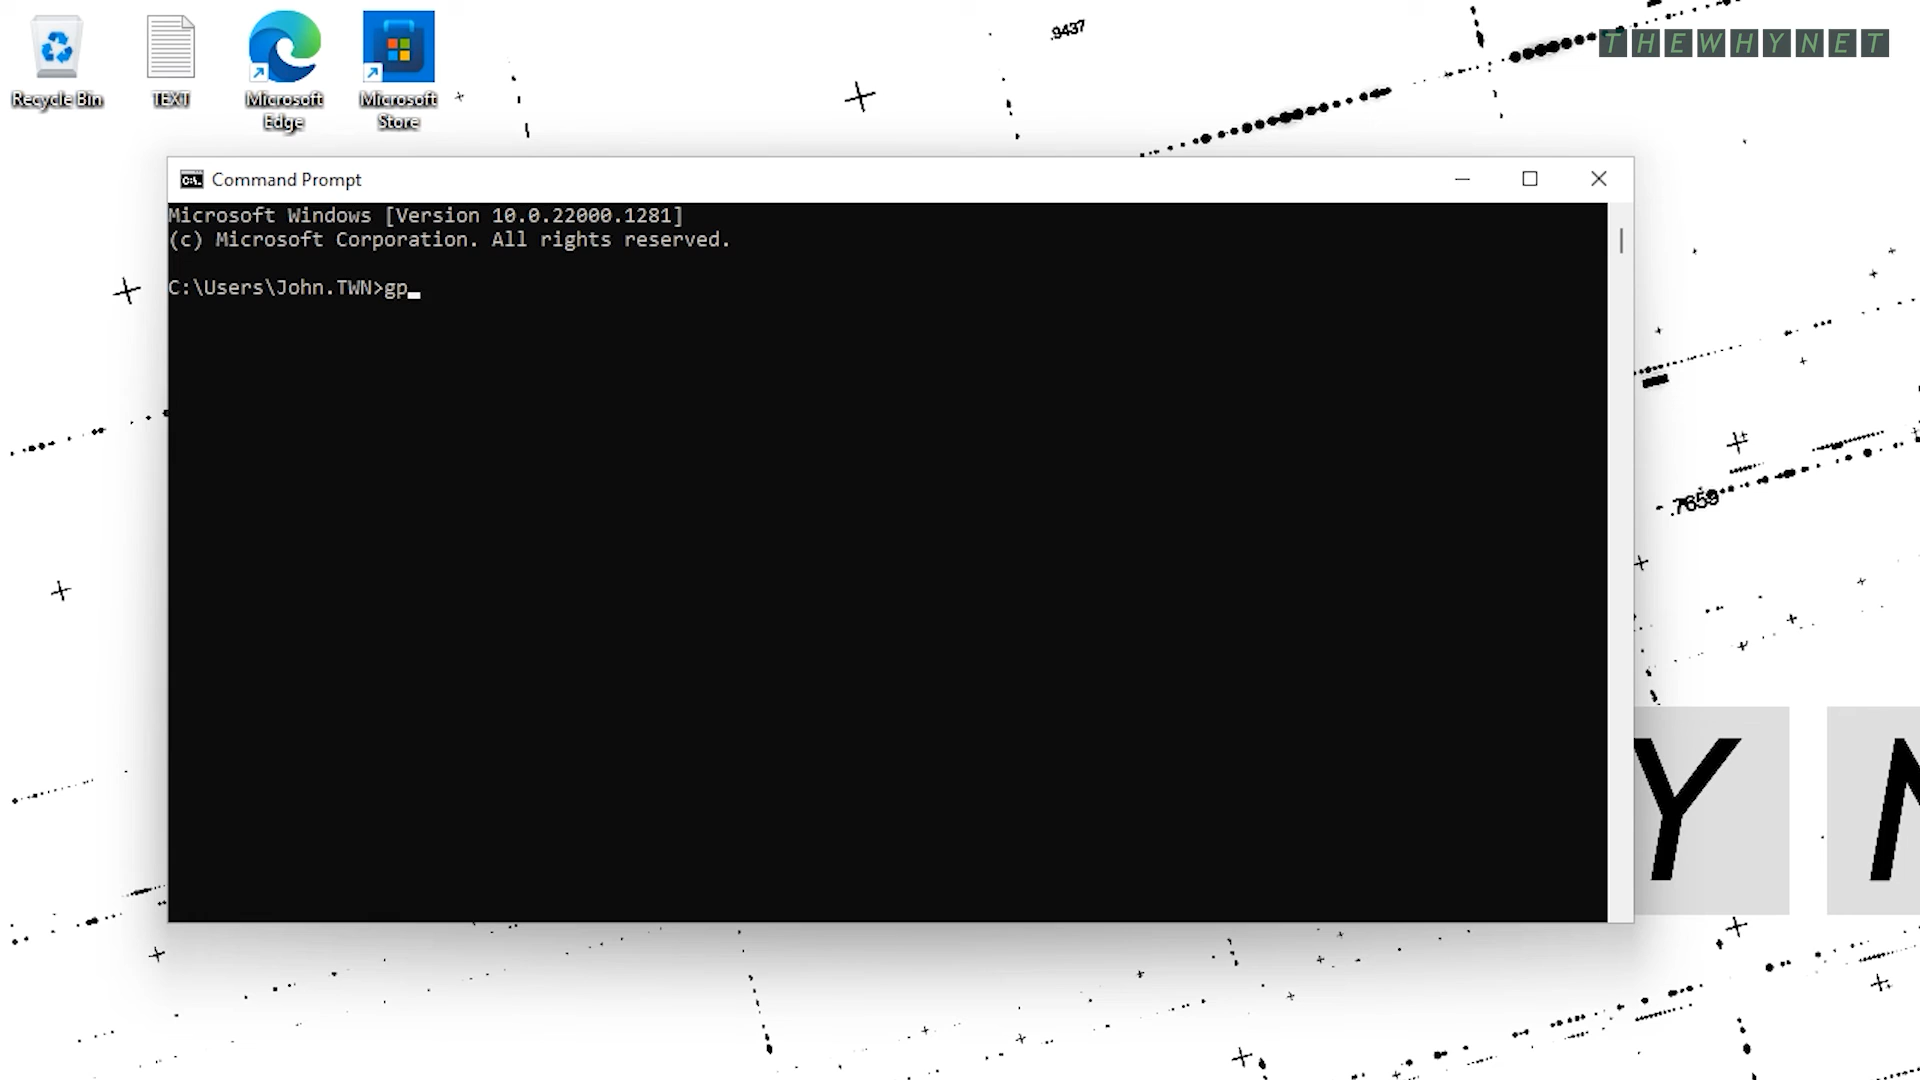 .9437
THEWHYNET
Recycle Bin
TEXT
Microsoft
Edge
Microsoft
Store
Command Prompt
Microsoft Windows [Version 10.0.22000.1281]
(c) Microsoft Corporation. All rights reserved.
C:\Users\John.TWN>gp
.7659
Y